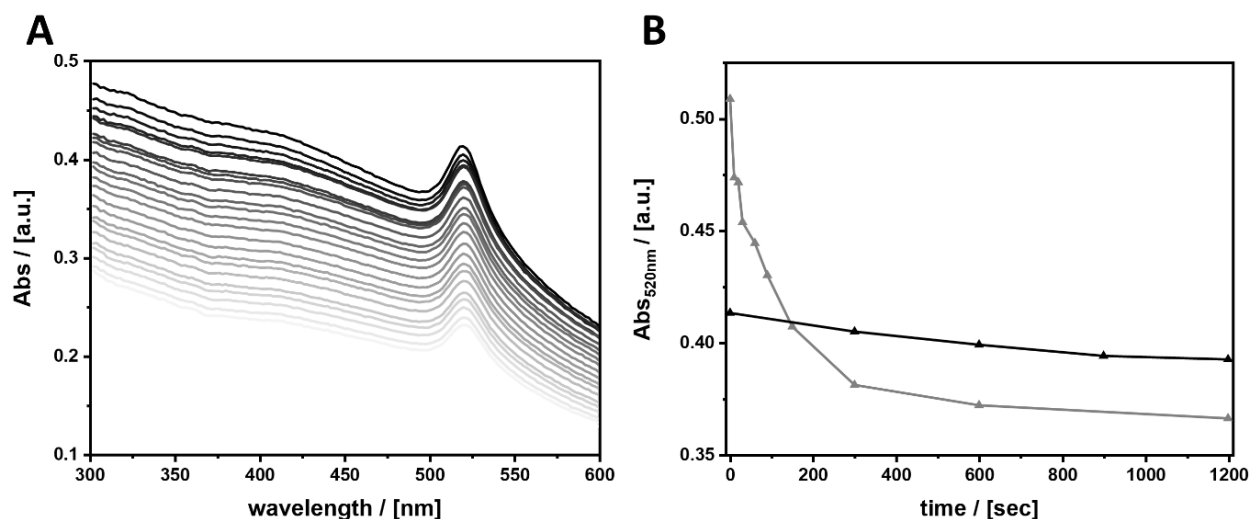 A
0.5
0.4
0.3
0.2
0.1
Abs / [a.u.]
300 350 400 450 500 550 600
wavelength / [nm]
B
0.50
0.45
0.40
0.35
Abs520nm / [a.u.]
0 200 400 600 800 1000 1200
time / [sec]